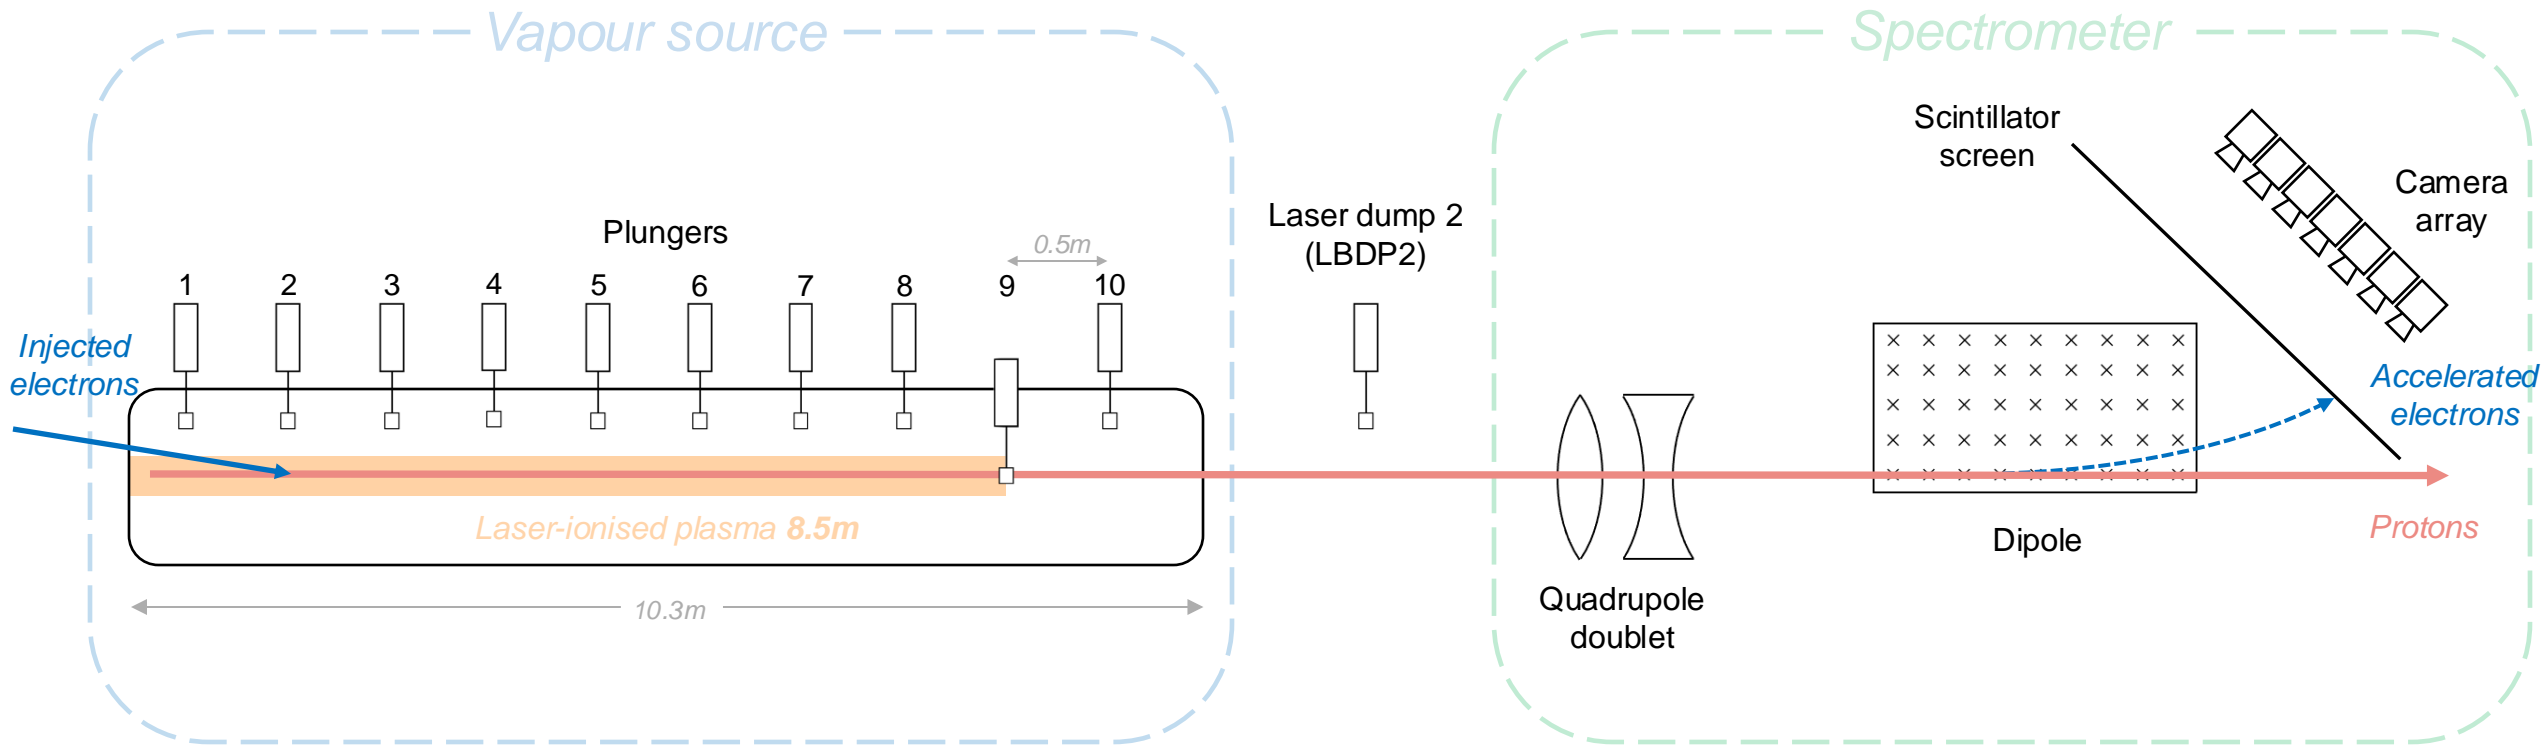 Vapour source
Spectrometer
Scintillator
screen
Camera
array
Plungers
0.5m
Laser dump 2
(LBDP2)
1 2 3 4 5 6 7 8 9 10
Injected
electrons
Accelerated
electrons
Laser-ionised plasma 8.5m
Protons
Dipole
10.3m
Quadrupole
doublet